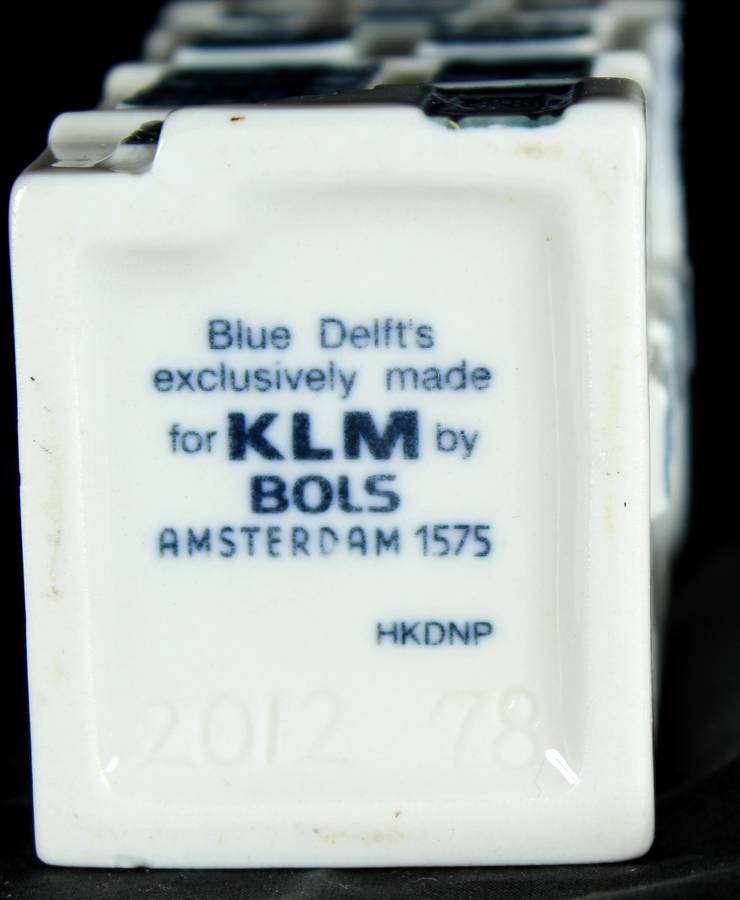 Blue Delft's
exclusively made
for KLM by
BOLS
AMSTERDAM 1575
HKDNP
2012 78